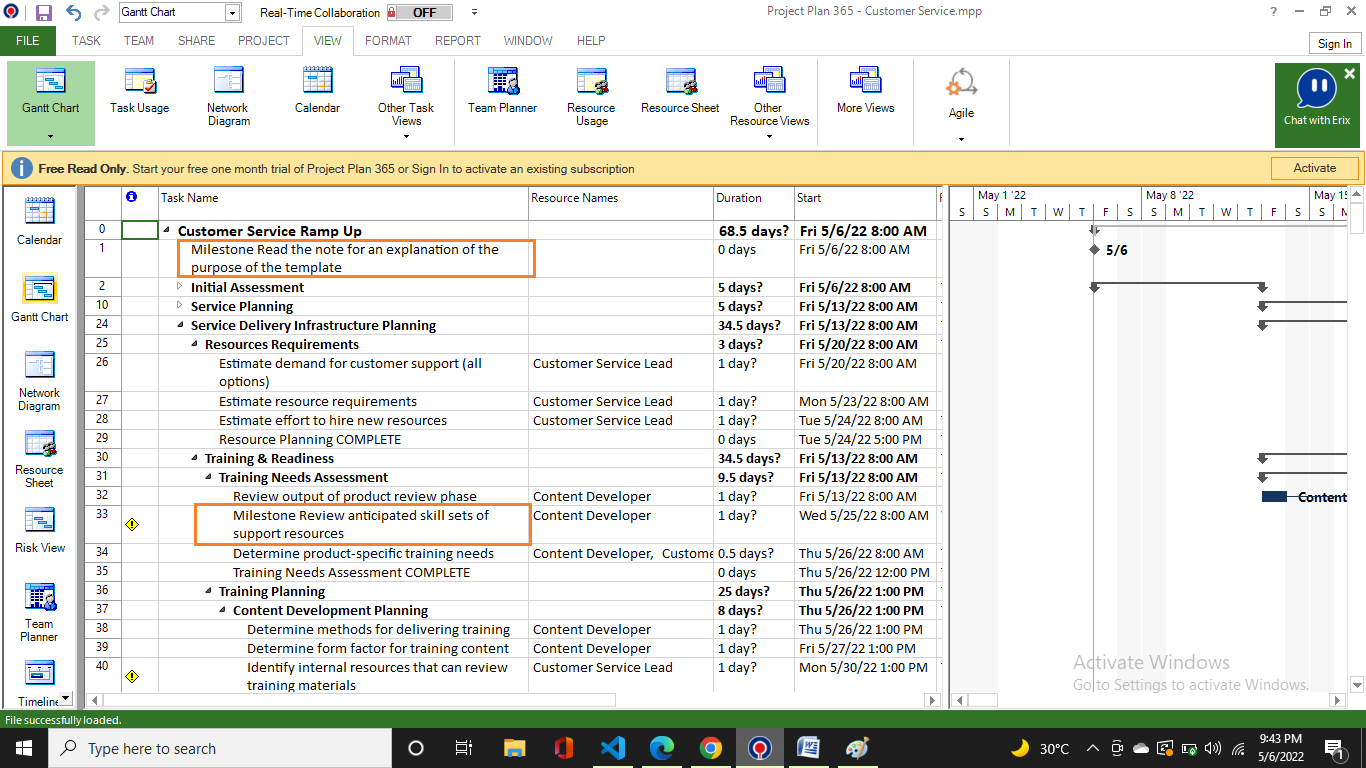 Gantt Chart
Real-Time Collaboration
OFF
Project Plan 365 - Customer Service.mpp
?
FILE TASK TEAM SHARE PROJECT VIEW FORMAT REPORT WINDOW HELP
Sign In
Gantt Chart
Task Usage
Network
Diagram
Calendar
Other Task
Views
Team Planner
Resource
Usage
Resource Sheet
Other
Resource Views
More Views
Agile
Chat with Erix
Free Read Only. Start your free one month trial of Project Plan 365 or Sign In to activate an existing subscription
Activate
Calendar
Gantt Chart
Network
Diagram
Resource
Sheet
Risk View
Team
Planner
Timeline
Task Name Resource Names Duration Start
0 Customer Service Ramp Up 68.5 days? Fri 5/6/22 8:00 AM
1 Milestone Read the note for an explanation of the 0 days Fri 5/6/22 8:00 AM
purpose of the template
2 Initial Assessment 5 days? Fri 5/6/22 8:00 AM
10 Service Planning 5 days? Fri 5/13/22 8:00 AM
24 Service Delivery Infrastructure Planning 34.5 days? Fri 5/13/22 8:00 AM
25 Resources Requirements 3 days? Fri 5/20/22 8:00 AM
26 Estimate demand for customer support (all Customer Service Lead 1 day? Fri 5/20/22 8:00 AM
options)
27 Estimate resource requirements Customer Service Lead 1 day? Mon 5/23/22 8:00 AM
28 Estimate effort to hire new resources Customer Service Lead 1 day? Tue 5/24/22 8:00 AM
29 Resource Planning COMPLETE 0 days Tue 5/24/22 5:00 PM
30 Training & Readiness 34.5 days? Fri 5/13/22 8:00 AM
31 Training Needs Assessment 9.5 days? Fri 5/13/22 8:00 AM
32 Review output of product review phase Content Developer 1 day? Fri 5/13/22 8:00 AM
33 Milestone Review anticipated skill sets of Content Developer 1 day? Wed 5/25/22 8:00 AM
support resources
34 Determine product-specific training needs Content Developer, Custome 0.5 days? Thu 5/26/22 8:00 AM
35 Training Needs Assessment COMPLETE 0 days Thu 5/26/22 12:00 PM
36 Training Planning 25 days? Thu 5/26/22 1:00 PM
37 Content Development Planning 8 days? Thu 5/26/22 1:00 PM
38 Determine methods for delivering training Content Developer 1 day? Thu 5/26/22 1:00 PM
39 Determine form factor for training content Content Developer 1 day? Fri 5/27/22 1:00 PM
40 Identify internal resources that can review Customer Service Lead 1 day? Mon 5/30/22 1:00 PM
training materials
May 1 '22 May 8 '22 May 15
S S M T W T F S S M T W T F S S M
5/6
Content
Activate Windows
Go to Settings to activate Windows.
File successfully loaded.
Type here to search
30°C
9:43 PM
5/6/2022
1